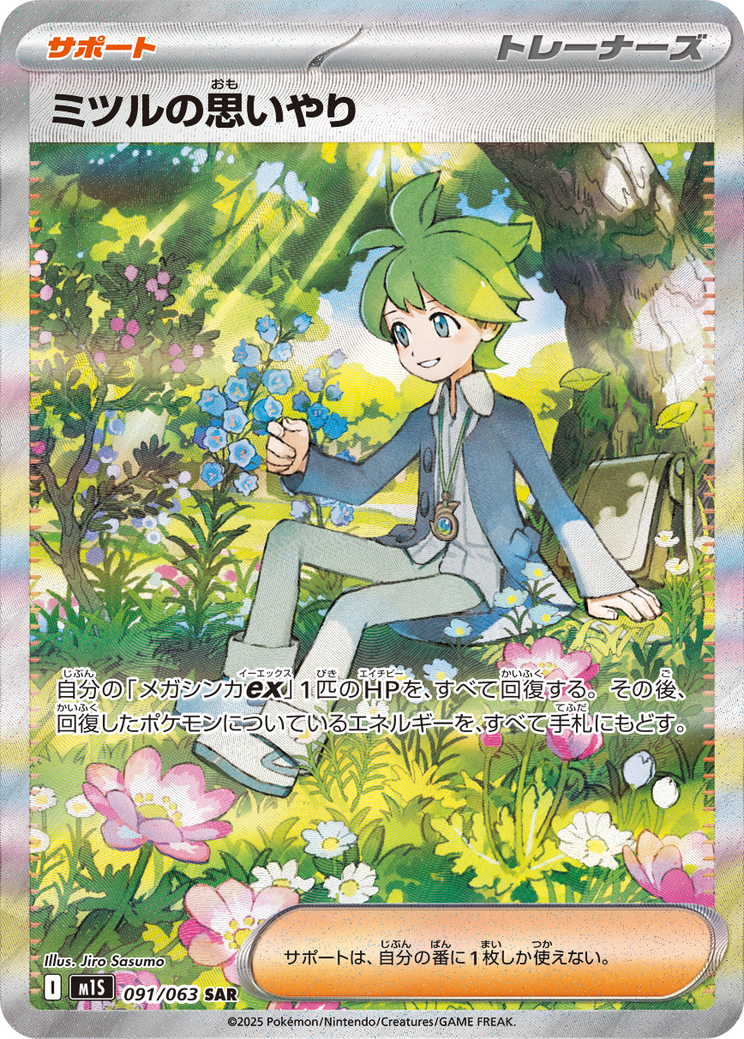 サポート
トレーナーズ
おも
ミツルの思いやり
じぶん イーエックス びき エイチピー かいふく ご
自分の「メガシンカex」1匹のHPを、すべて回復する。その後、
かいふく てふだ
回復したポケモンについているエネルギーを、すべて手札にもどす。
じぶん ばん まい つか
サポートは、自分の番に1枚しか使えない。
Illus. Jiro Sasumo
I M1S 091/063 SAR
©2025 Pokémon/Nintendo/Creatures/GAME FREAK.